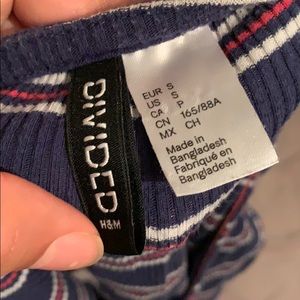 DIVIDED
H&M
EUR S
US S
CA P
CN 165/88A
MX CH
Made in
Bangladesh
Fabriqué en
Bangladesh